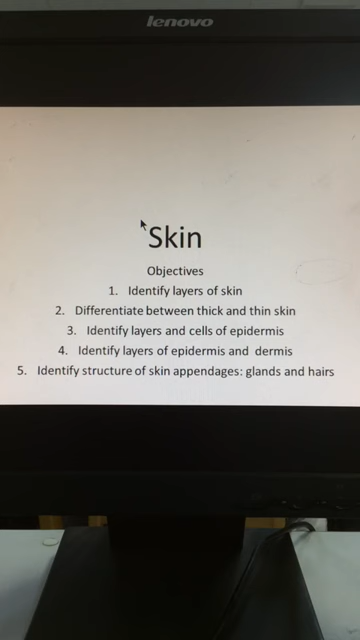 lenovo
Skin
Objectives
1. Identify layers of skin
2. Differentiate between thick and thin skin
3. Identify layers and cells of epidermis
4. Identify layers of epidermis and dermis
5. Identify structure of skin appendages: glands and hairs